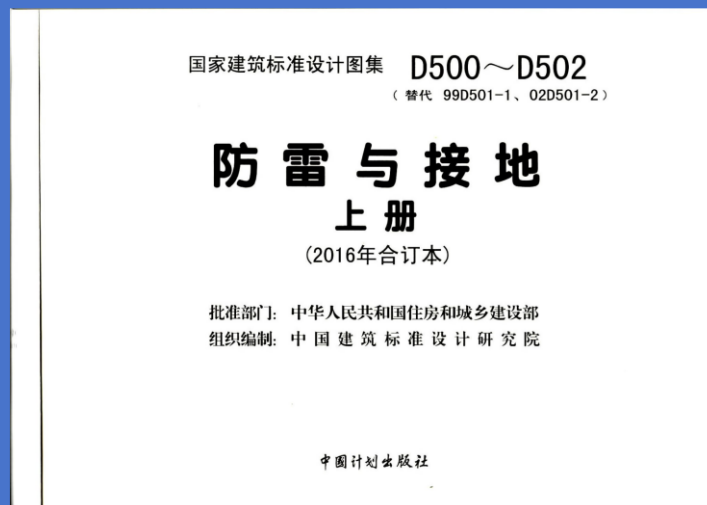 国家建筑标准设计图集 D500～D502
（替代 99D501-1、02D501-2）
防雷与接地
上册
(2016年合订本)
批准部门：中华人民共和国住房和城乡建设部
组织编制：中国建筑标准设计研究院
中国计划出版社